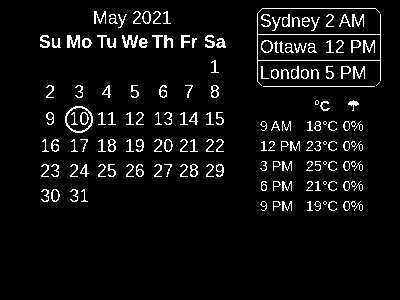 May 2021
Su Mo Tu We Th Fr Sa
1
2 3 4 5 6 7 8
9 10 11 12 13 14 15
16 17 18 19 20 21 22
23 24 25 26 27 28 29
30 31
Sydney 2 AM
Ottawa 12 PM
London 5 PM
°C ☂
9 AM 18°C 0%
12 PM 23°C 0%
3 PM 25°C 0%
6 PM 21°C 0%
9 PM 19°C 0%